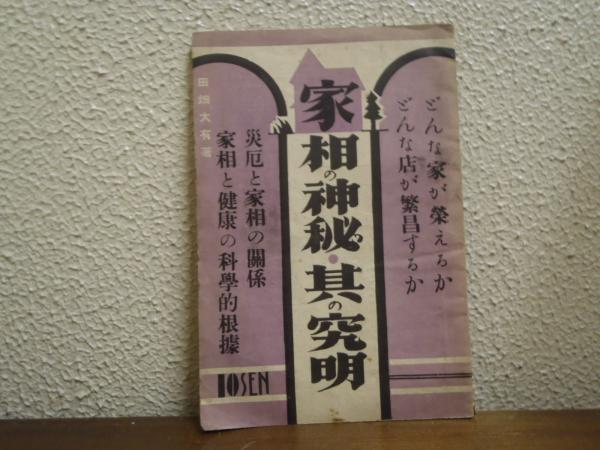 どんな家が榮えるか
どんな店が繁昌するか
家相の神秘・其の究明
災厄と家相の關係
家相と健康の科學的根據
田畑大有著
10SEN